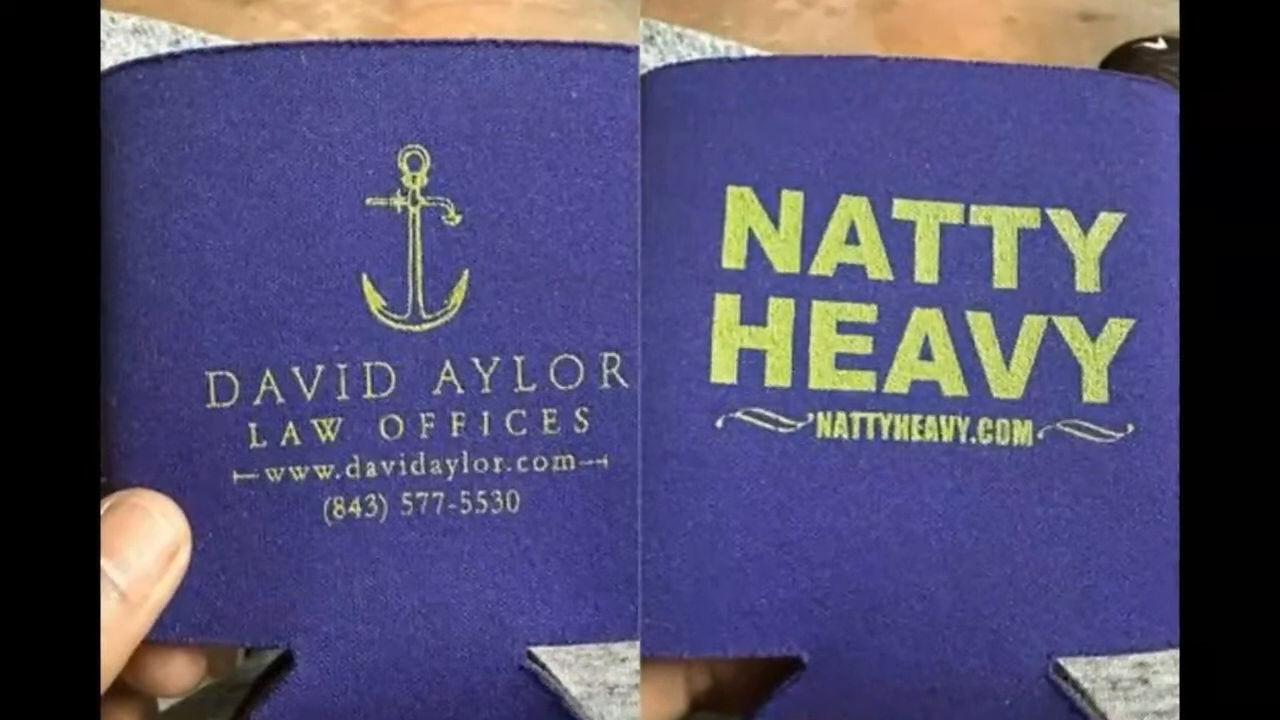 DAVID AYLOR
LAW OFFICES
www.davidaylor.com
(843) 577-5530
NATTY
HEAVY
NATTYHEAVY.COM